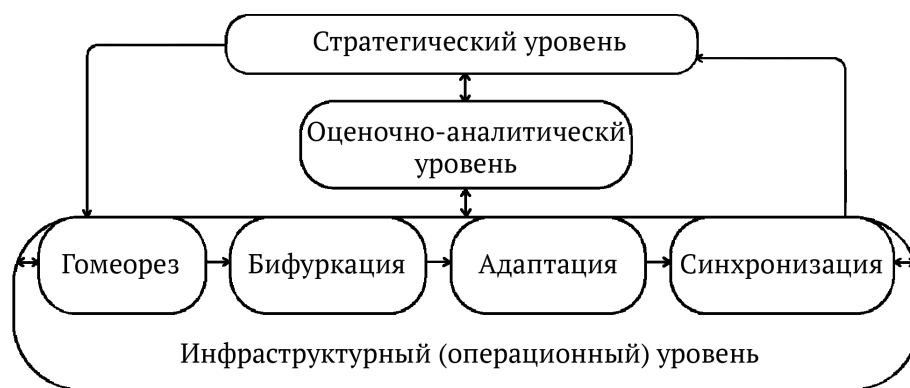 Стратегический уровень
Оценочно-аналитическй
уровень
Гомеорез
Бифуркация
Адаптация
Синхронизация
Инфраструктурный (операционный) уровень